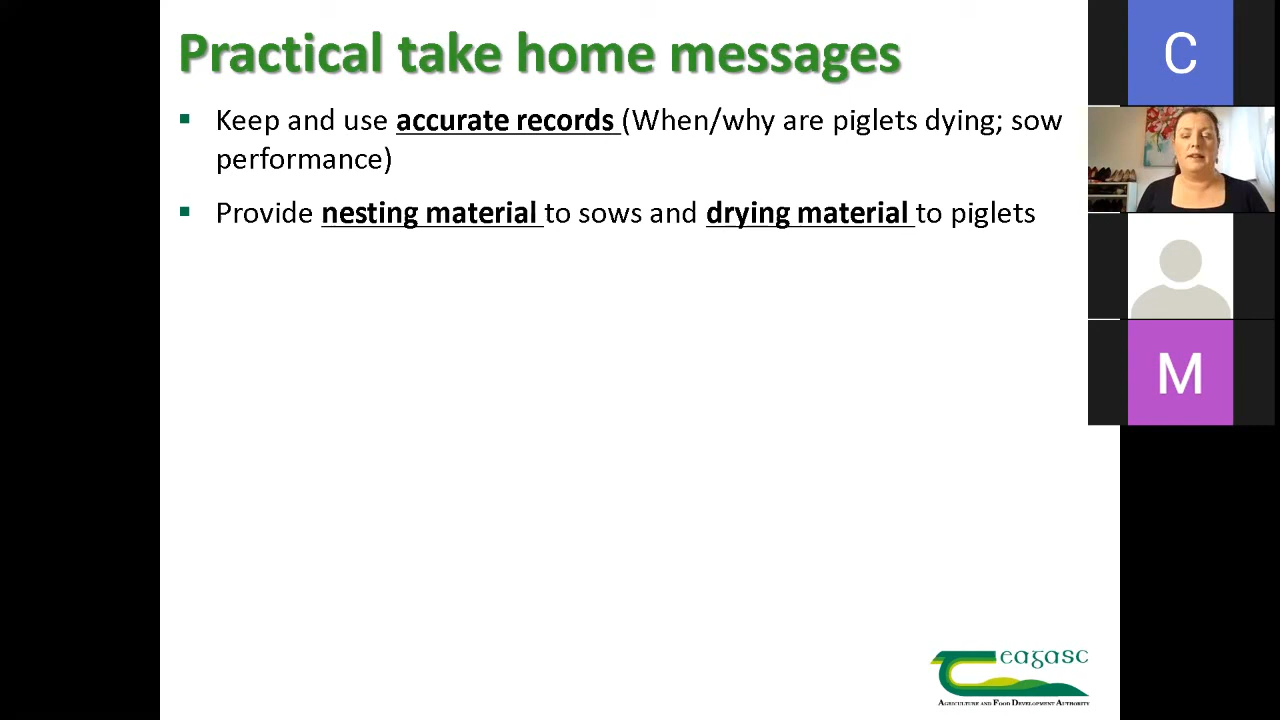 Practical take home messages
Keep and use accurate records (When/why are piglets dying; sow
performance)
Provide nesting material to sows and drying material to piglets
C
M
eagasc
AGRICULTURE AND FOOD DEVELOPMENT AUTHORITY